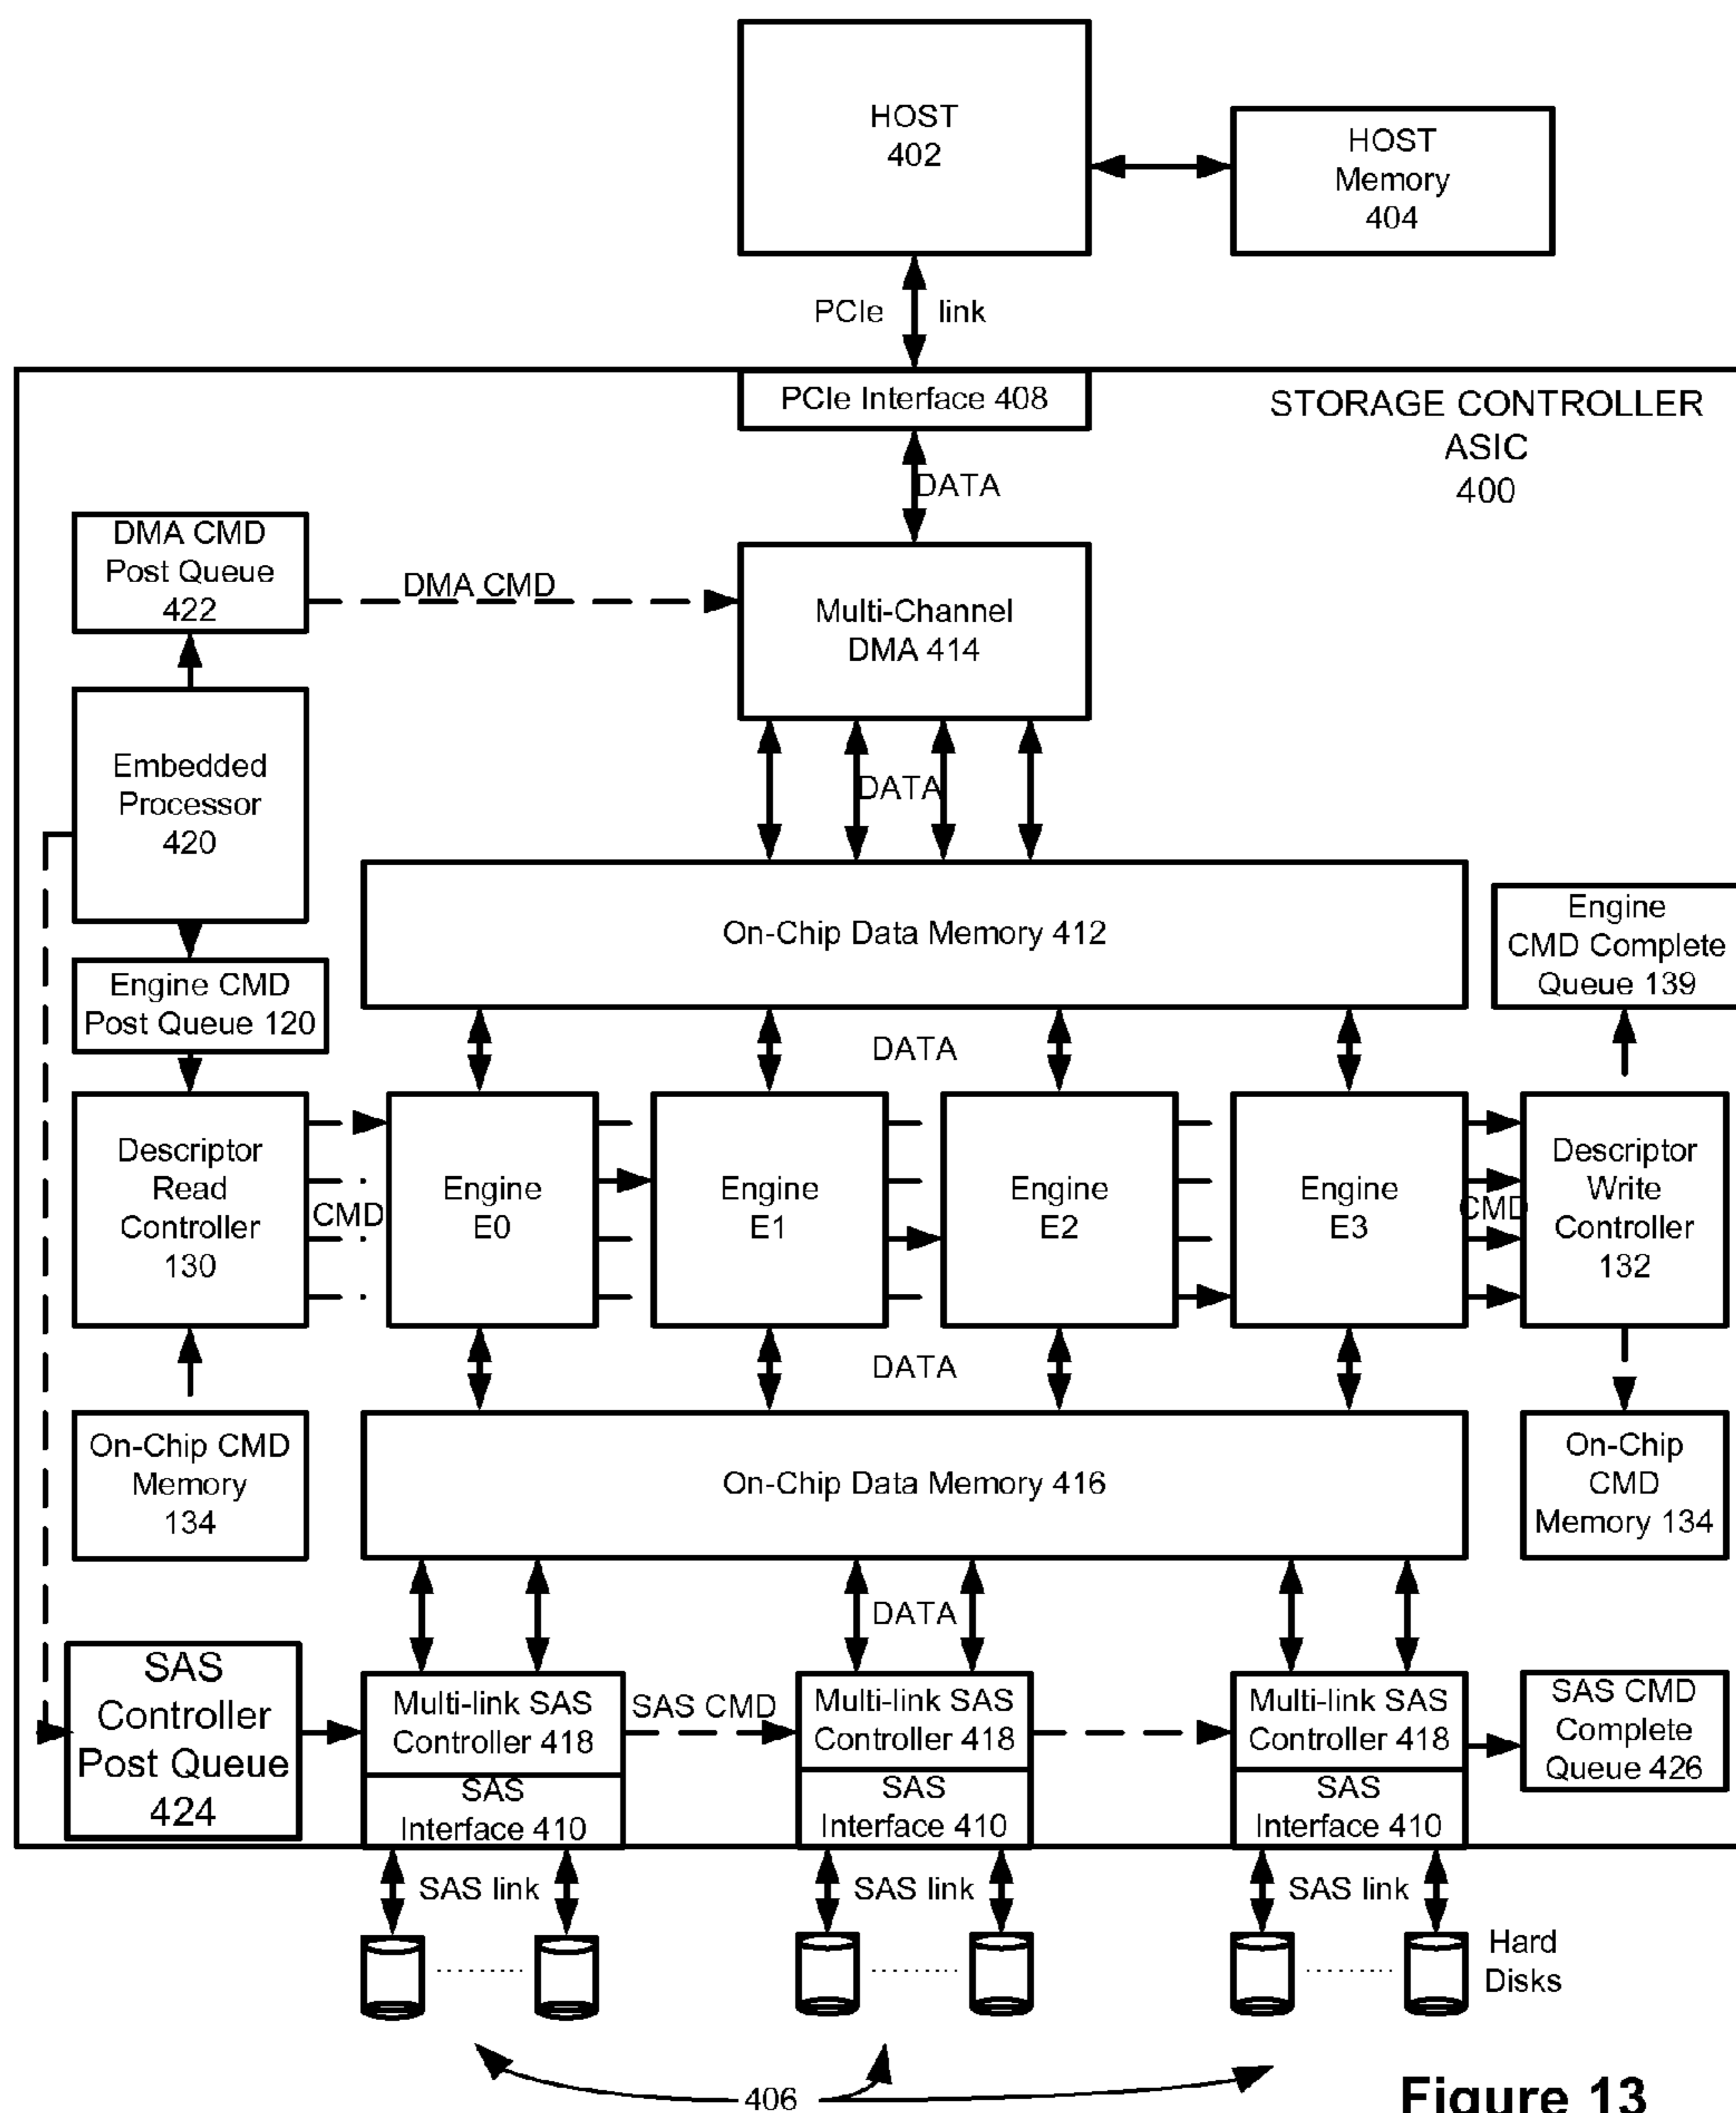 HOST
402
HOST
Memory
404
PCIe link
PCIe Interface 408
STORAGE CONTROLLER
ASIC
400
DATA
DMA CMD
Post Queue
422
DMA CMD
Multi-Channel
DMA 414
Embedded
Processor
420
DATA
On-Chip Data Memory 412
Engine
CMD Complete
Queue 139
Engine CMD
Post Queue 120
DATA
Descriptor
Read
Controller
130
CMD
Engine
E0
Engine
E1
Engine
E2
Engine
E3
CMD
Descriptor
Write
Controller
132
DATA
On-Chip CMD
Memory
134
On-Chip Data Memory 416
On-Chip
CMD
Memory 134
DATA
SAS
Controller
Post Queue
424
Multi-link SAS
Controller 418
SAS
Interface 410
SAS CMD
Multi-link SAS
Controller 418
SAS
Interface 410
Multi-link SAS
Controller 418
SAS
Interface 410
SAS CMD
Complete
Queue 426
SAS link
SAS link
SAS link
Hard
Disks
406
Figure 13